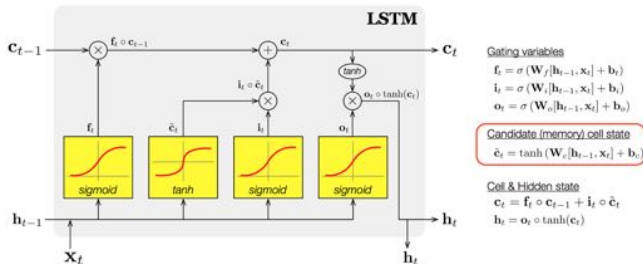 LSTM
c_{t−1}
f_t ∘ c_{t−1}
c_t
c_t
tanh
i_t ∘ c̃_t
o_t ∘ tanh(c_t)
f_t
c̃_t
i_t
o_t
sigmoid
tanh
sigmoid
sigmoid
h_{t−1}
h_t
x_t
h_t
Gating variables
f_t = σ (W_f[h_{t−1}, x_t] + b_f)
i_t = σ (W_i[h_{t−1}, x_t] + b_i)
o_t = σ (W_o[h_{t−1}, x_t] + b_o)
Candidate (memory) cell state
c̃_t = tanh (W_c[h_{t−1}, x_t] + b_c)
Cell & Hidden state
c_t = f_t ∘ c_{t−1} + i_t ∘ c̃_t
h_t = o_t ∘ tanh(c_t)